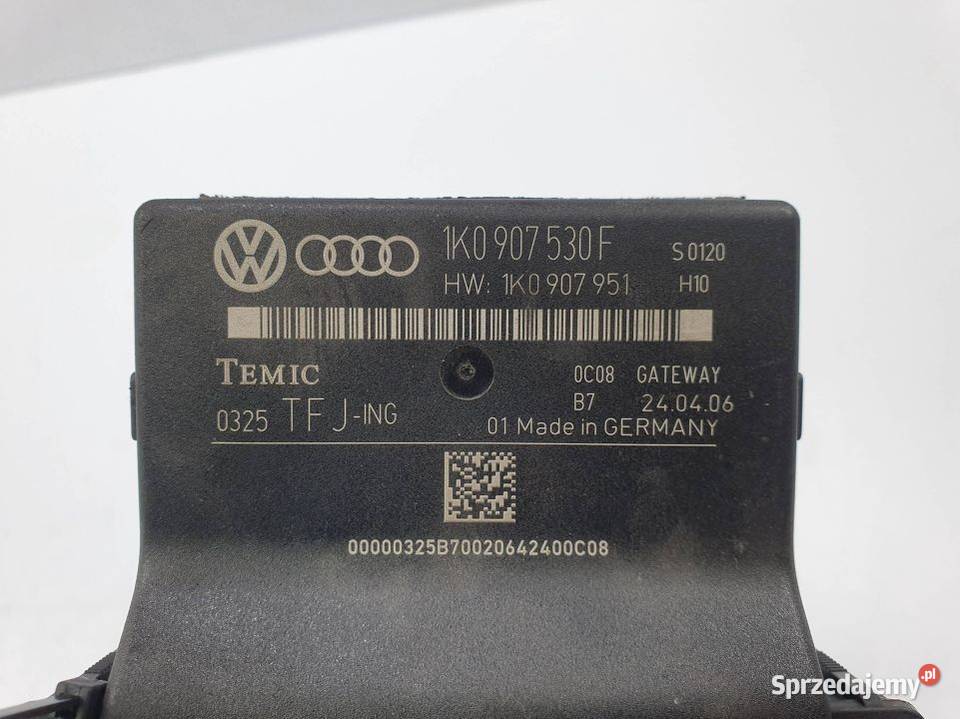 1K0 907 530 F
S 0120
HW: 1K0 907 951
H10
TEMIC
0C08 GATEWAY
B7 24.04.06
0325 TFJ-ING
01 Made in GERMANY
00000325B70020642400C08
Sprzedajemy.pl